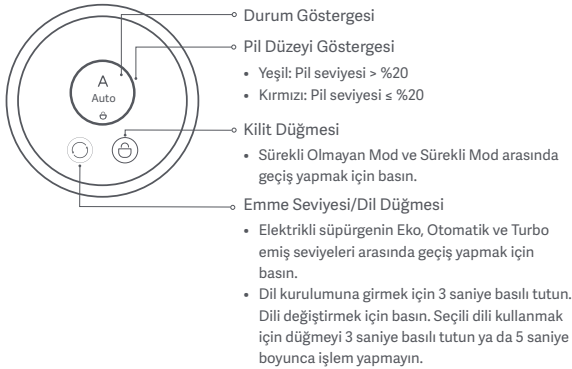 Durum Göstergesi
Pil Düzeyi Göstergesi
• Yeşil: Pil seviyesi > %20
• Kırmızı: Pil seviyesi ≤ %20
A
Auto
Kilit Düğmesi
• Sürekli Olmayan Mod ve Sürekli Mod arasında
geçiş yapmak için basın.
Emme Seviyesi/Dil Düğmesi
• Elektrikli süpürgenin Eko, Otomatik ve Turbo
emiş seviyeleri arasında geçiş yapmak için
basın.
• Dil kurulumuna girmek için 3 saniye basılı tutun.
Dili değiştirmek için basın. Seçili dili kullanmak
için düğmeyi 3 saniye basılı tutun ya da 5 saniye
boyunca işlem yapmayın.